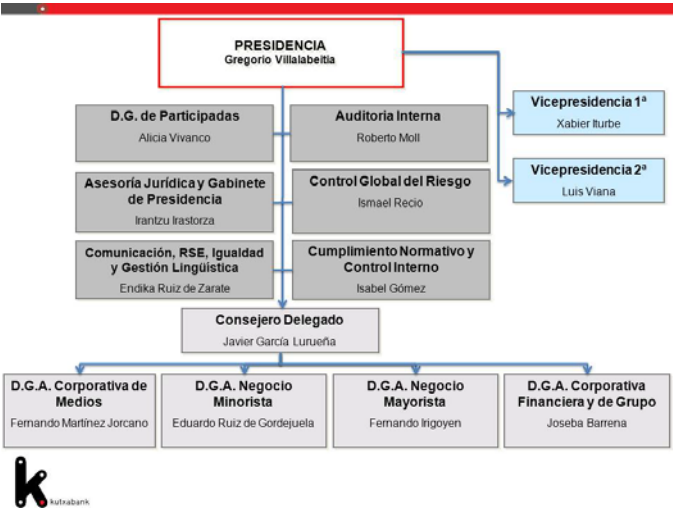 PRESIDENCIA
Gregorio Villalabeitia
Vicepresidencia 1ª
Xabier Iturbe
Vicepresidencia 2ª
Luis Viana
D.G. de Participadas
Alicia Vivanco
Auditoria Interna
Roberto Moll
Asesoría Jurídica y Gabinete
de Presidencia
Irantzu Irastorza
Control Global del Riesgo
Ismael Recio
Comunicación, RSE, Igualdad
y Gestión Lingüística
Endika Ruiz de Zarate
Cumplimiento Normativo y
Control Interno
Isabel Gómez
Consejero Delegado
Javier García Lurueña
D.G.A. Corporativa de
Medios
Fernando Martínez Jorcano
D.G.A. Negocio
Minorista
Eduardo Ruiz de Gordejuela
D.G.A. Negocio
Mayorista
Fernando Irigoyen
D.G.A. Corporativa
Financiera y de Grupo
Joseba Barrena
k.
kutxabank